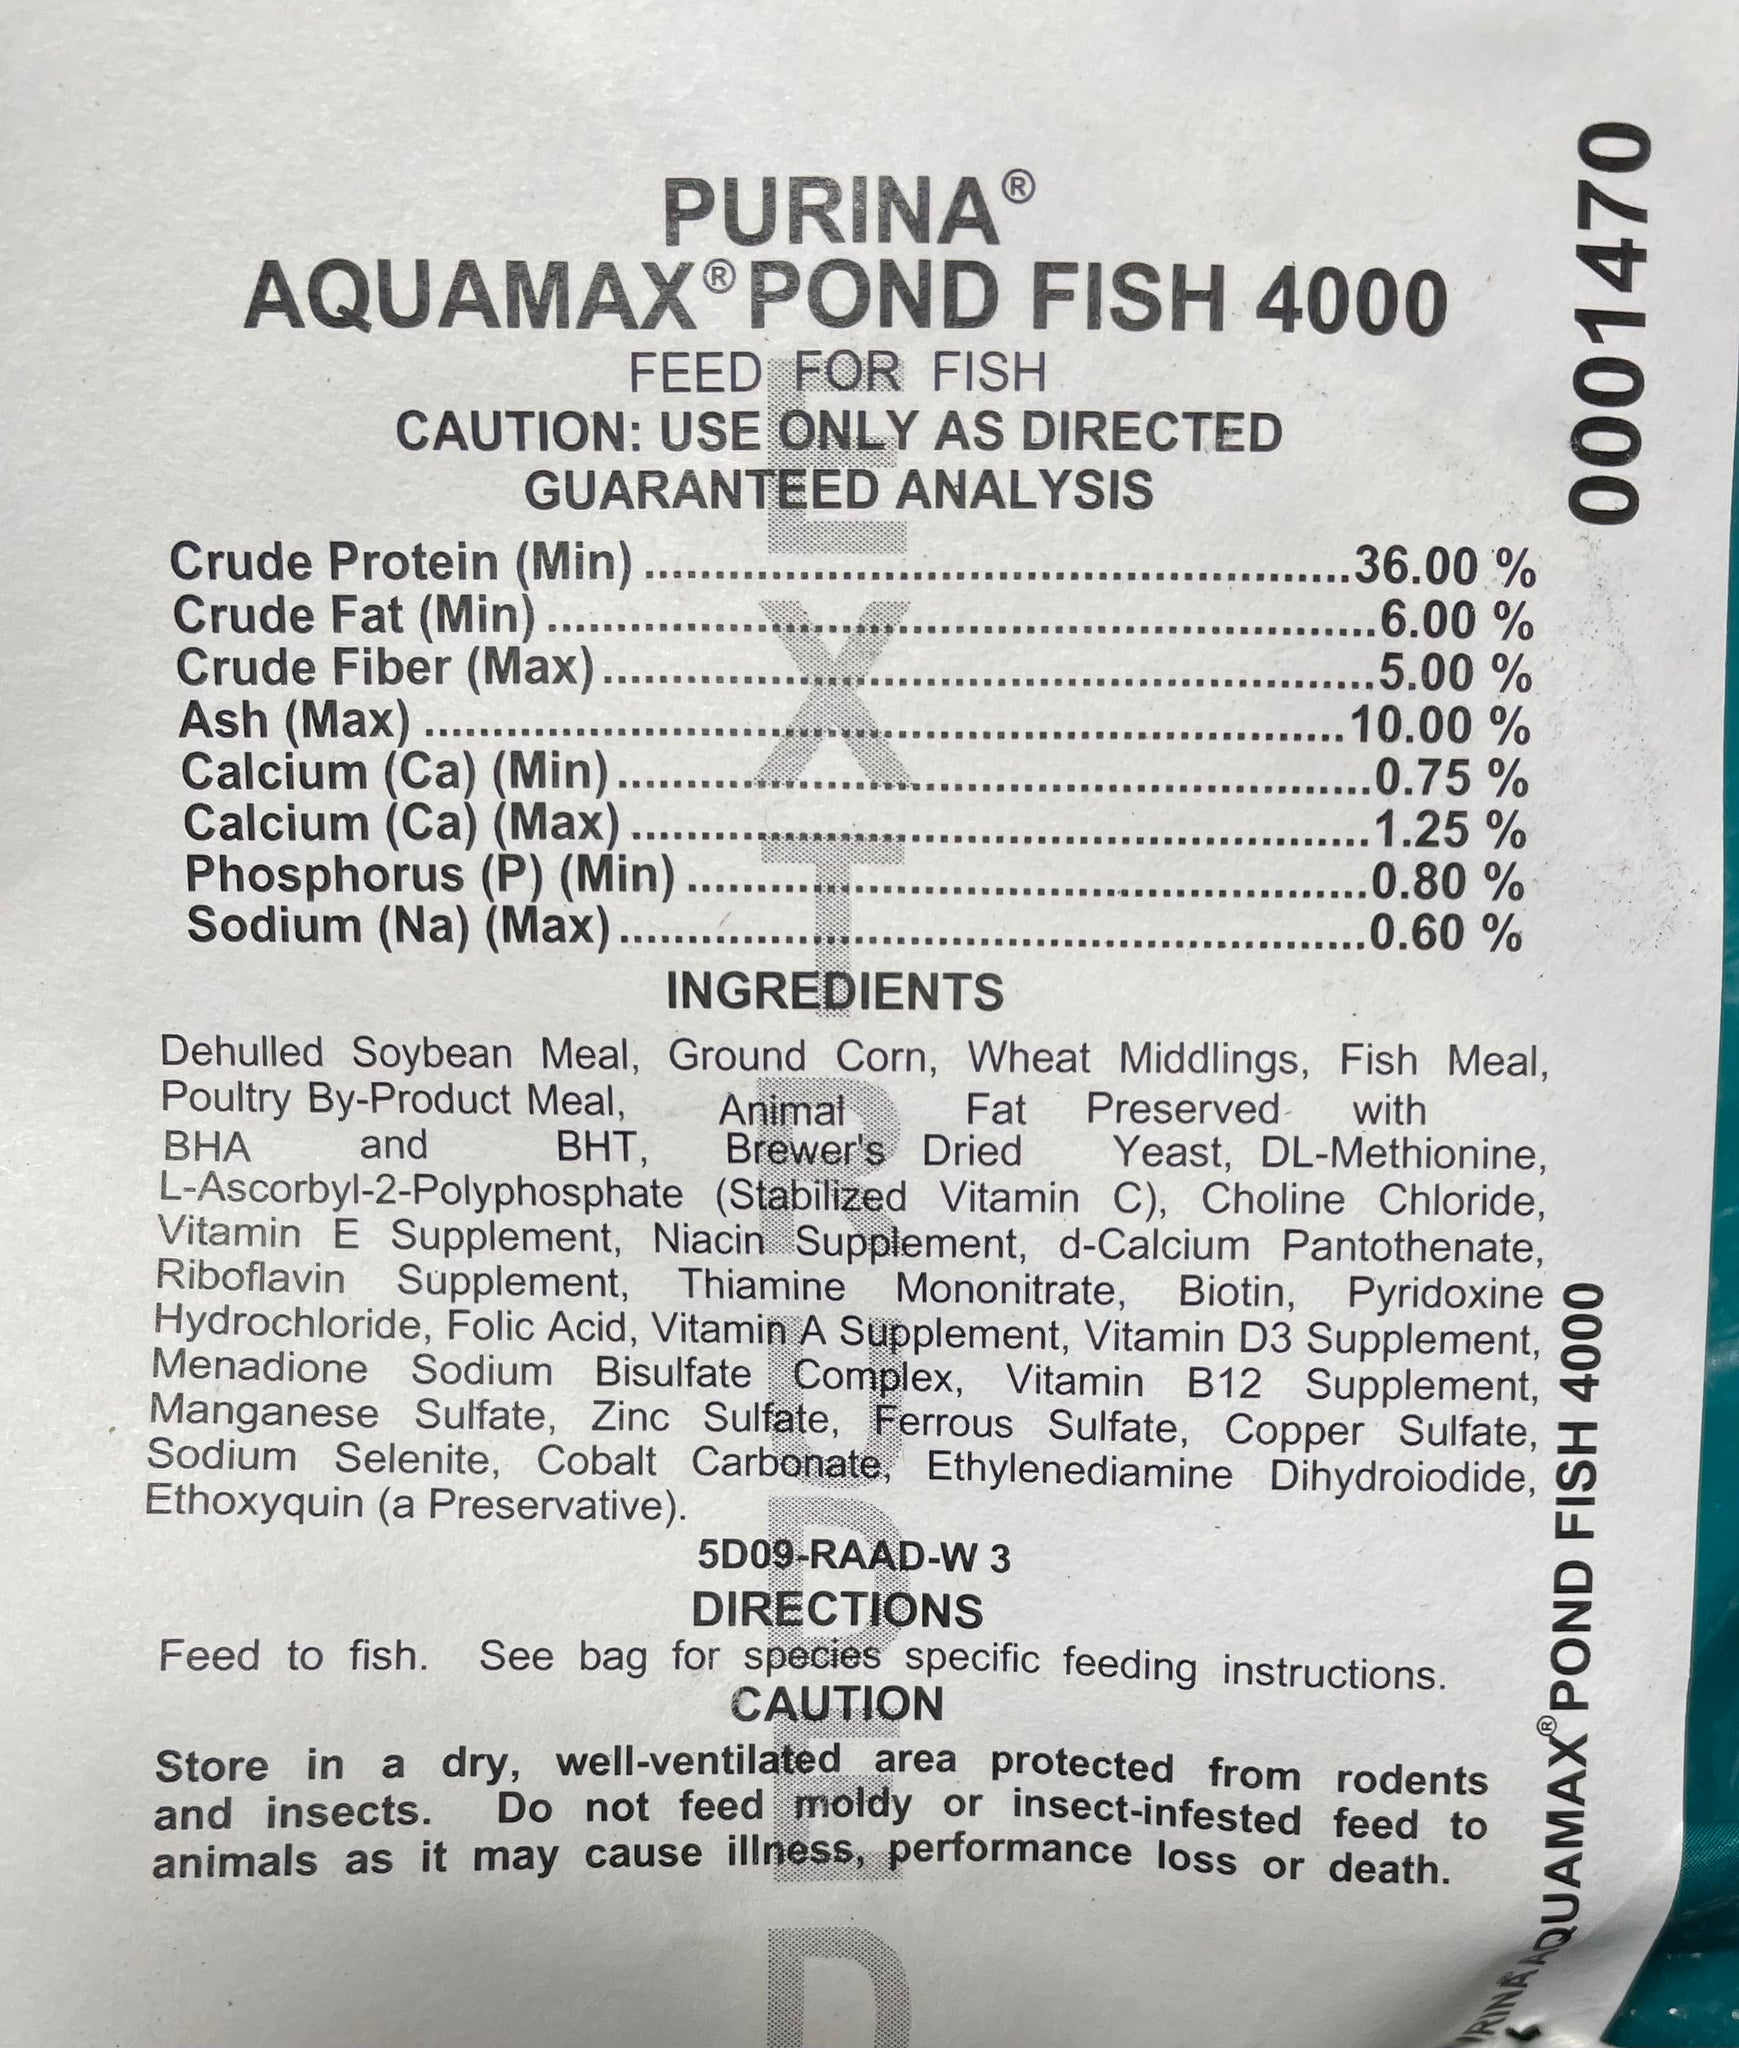 PURINA®
AQUAMAX® POND FISH 4000
FEED FOR FISH
CAUTION: USE ONLY AS DIRECTED
GUARANTEED ANALYSIS
Crude Protein (Min) ....................................................36.00 %
Crude Fat (Min) .............................................................6.00 %
Crude Fiber (Max).........................................................5.00 %
Ash (Max) ....................................................................10.00 %
Calcium (Ca) (Min)........................................................0.75 %
Calcium (Ca) (Max) ......................................................1.25 %
Phosphorus (P) (Min) ..................................................0.80 %
Sodium (Na) (Max).......................................................0.60 %
INGREDIENTS
Dehulled Soybean Meal, Ground Corn, Wheat Middlings, Fish Meal,
Poultry By-Product Meal, Animal Fat Preserved with
BHA and BHT, Brewer's Dried Yeast, DL-Methionine,
L-Ascorbyl-2-Polyphosphate (Stabilized Vitamin C), Choline Chloride,
Vitamin E Supplement, Niacin Supplement, d-Calcium Pantothenate,
Riboflavin Supplement, Thiamine Mononitrate, Biotin, Pyridoxine
Hydrochloride, Folic Acid, Vitamin A Supplement, Vitamin D3 Supplement,
Menadione Sodium Bisulfate Complex, Vitamin B12 Supplement,
Manganese Sulfate, Zinc Sulfate, Ferrous Sulfate, Copper Sulfate,
Sodium Selenite, Cobalt Carbonate, Ethylenediamine Dihydroiodide,
Ethoxyquin (a Preservative).
5D09-RAAD-W 3
DIRECTIONS
Feed to fish. See bag for species specific feeding instructions.
CAUTION
Store in a dry, well-ventilated area protected from rodents
and insects. Do not feed moldy or insect-infested feed to
animals as it may cause illness, performance loss or death.
EXTRUDED
0001470
RINA AQUAMAX® POND FISH 4000